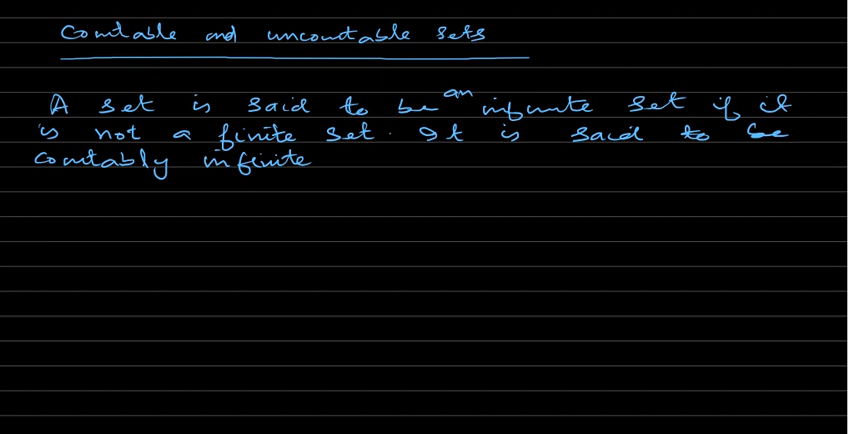 Countable and uncountable sets
A set is said to be an infinite set if it
is not a finite set. It is said to be
countably infinite